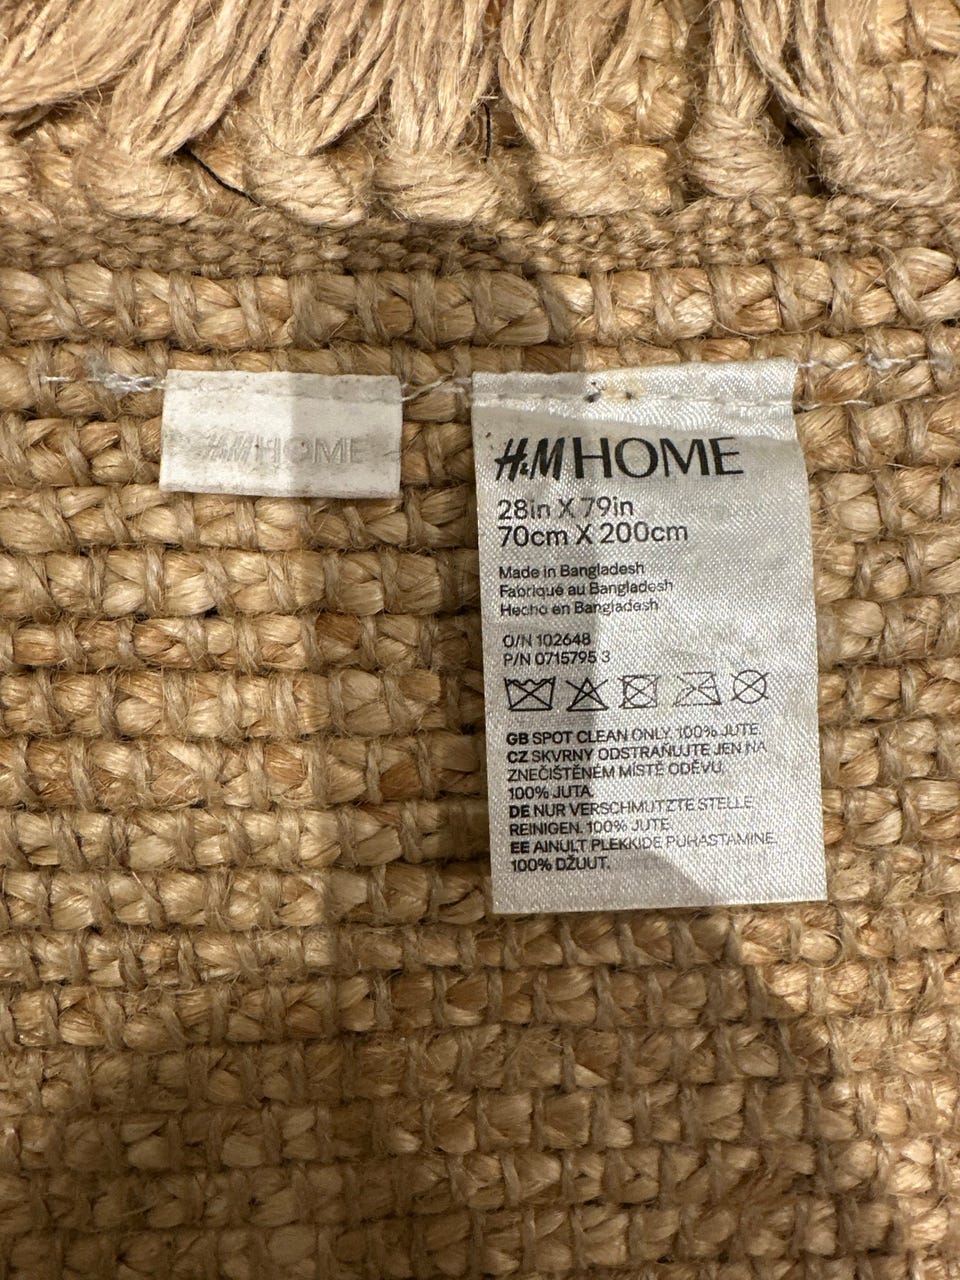 H&M HOME
H&M HOME
28in X 79in
70cm X 200cm
Made in Bangladesh
Fabriqué au Bangladesh
Hecho en Bangladesh
O/N 102648
P/N 0715795 3
GB SPOT CLEAN ONLY. 100% JUTE.
CZ SKVRNY ODSTRAŇUJTE JEN NA
ZNEČIŠTĚNÉM MÍSTĚ ODĚVU.
100% JUTA.
DE NUR VERSCHMUTZTE STELLE
REINIGEN. 100% JUTE.
EE AINULT PLEKKIDE PUHASTAMINE.
100% DŽUUT.